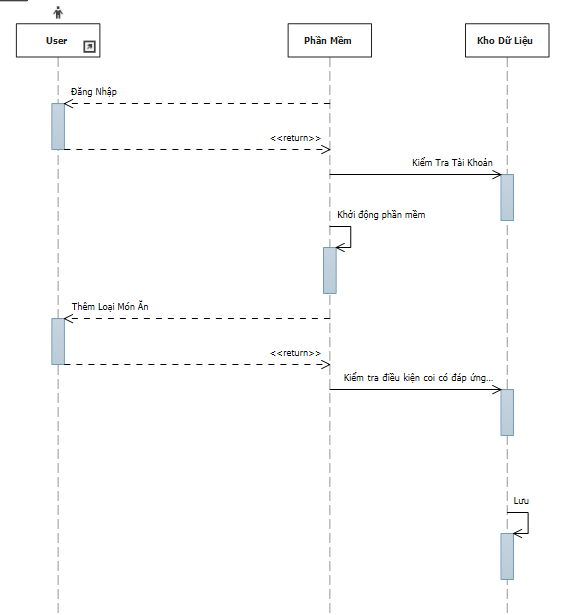 User
Phần Mềm
Kho Dữ Liệu
Đăng Nhập
<<return>>
Kiểm Tra Tài Khoản
Khởi động phần mềm
Thêm Loại Món Ăn
<<return>>
Kiểm tra điều kiện coi có đáp ứng...
Lưu